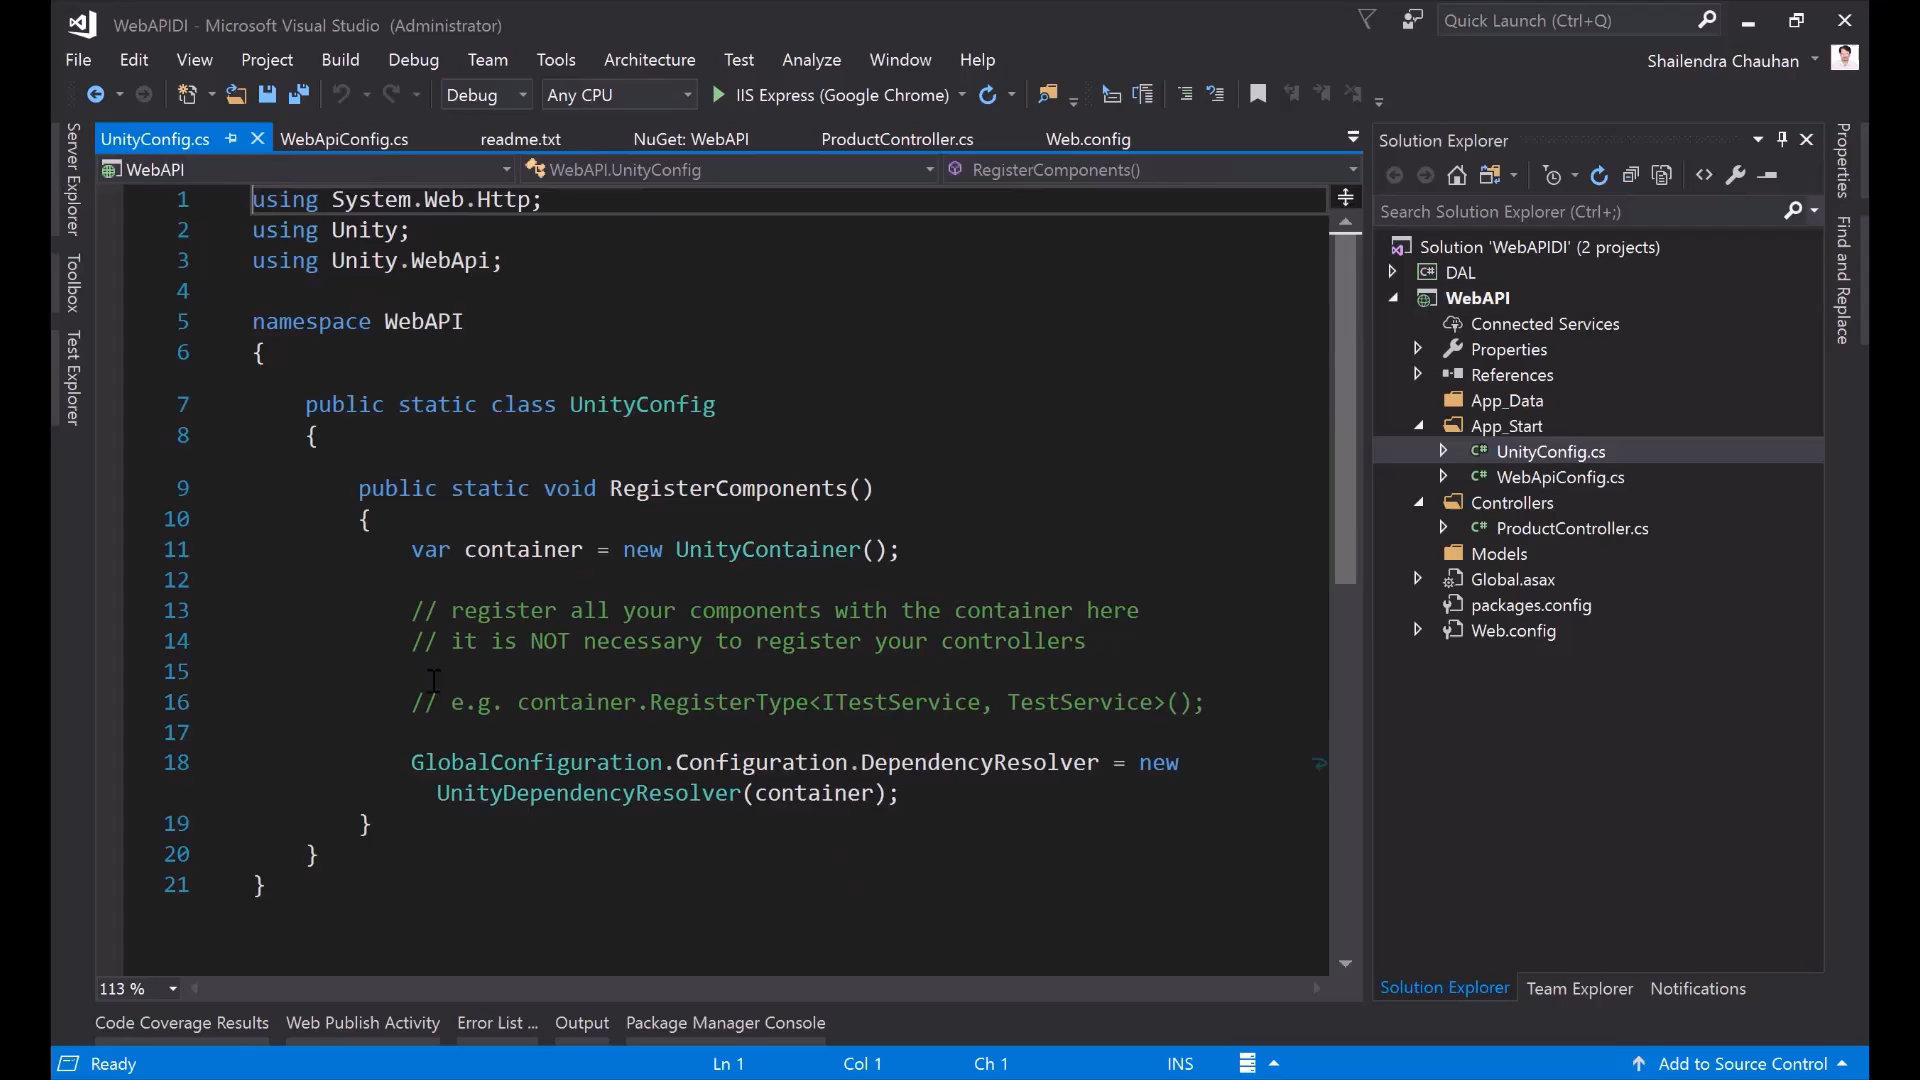 WebAPIDI - Microsoft Visual Studio (Administrator)
Quick Launch (Ctrl+Q)
File Edit View Project Build Debug Team Tools Architecture Test Analyze Window Help
Shailendra Chauhan
Debug Any CPU IIS Express (Google Chrome)
UnityConfig.cs WebApiConfig.cs readme.txt NuGet: WebAPI ProductController.cs Web.config
WebAPI WebAPI.UnityConfig RegisterComponents()
Server Explorer
Toolbox
Test Explorer
1 using System.Web.Http;
2 using Unity;
3 using Unity.WebApi;
4
5 namespace WebAPI
6 {
7 public static class UnityConfig
8 {
9 public static void RegisterComponents()
10 {
11 var container = new UnityContainer();
12
13 // register all your components with the container here
14 // it is NOT necessary to register your controllers
15
16 // e.g. container.RegisterType<ITestService, TestService>();
17
18 GlobalConfiguration.Configuration.DependencyResolver = new
UnityDependencyResolver(container);
19 }
20 }
21 }
113 %
Solution Explorer
Search Solution Explorer (Ctrl+;)
Solution 'WebAPIDI' (2 projects)
C# DAL
WebAPI
Connected Services
Properties
References
App_Data
App_Start
C# UnityConfig.cs
C# WebApiConfig.cs
Controllers
C# ProductController.cs
Models
Global.asax
packages.config
Web.config
Solution Explorer Team Explorer Notifications
Properties
Find and Replace
Code Coverage Results Web Publish Activity Error List ... Output Package Manager Console
Ready Ln 1 Col 1 Ch 1 INS Add to Source Control